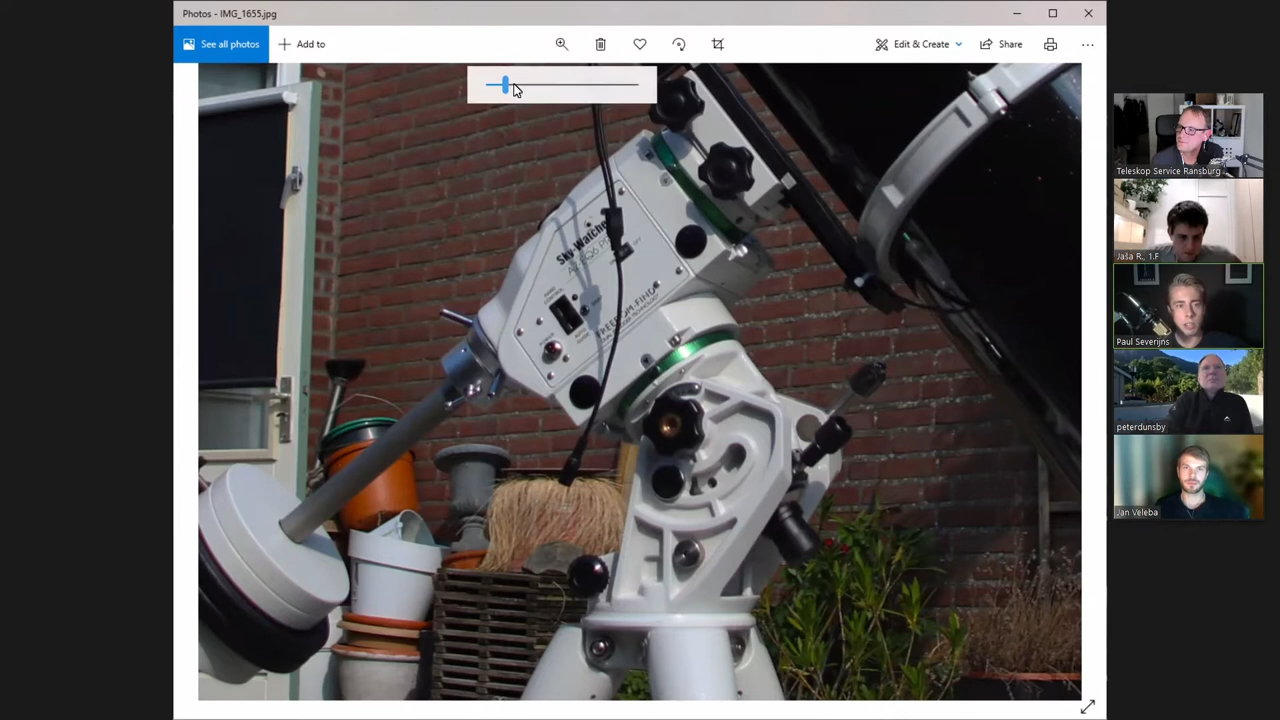 Photos - IMG_1655.jpg
See all photos
Add to
Edit & Create
Share
Sky-Watcher
FREEDOM-FIND
Teleskop Service Ransburg
Jaša R., 1.F
Paul Severijns
peterdunsby
Jan Veleba